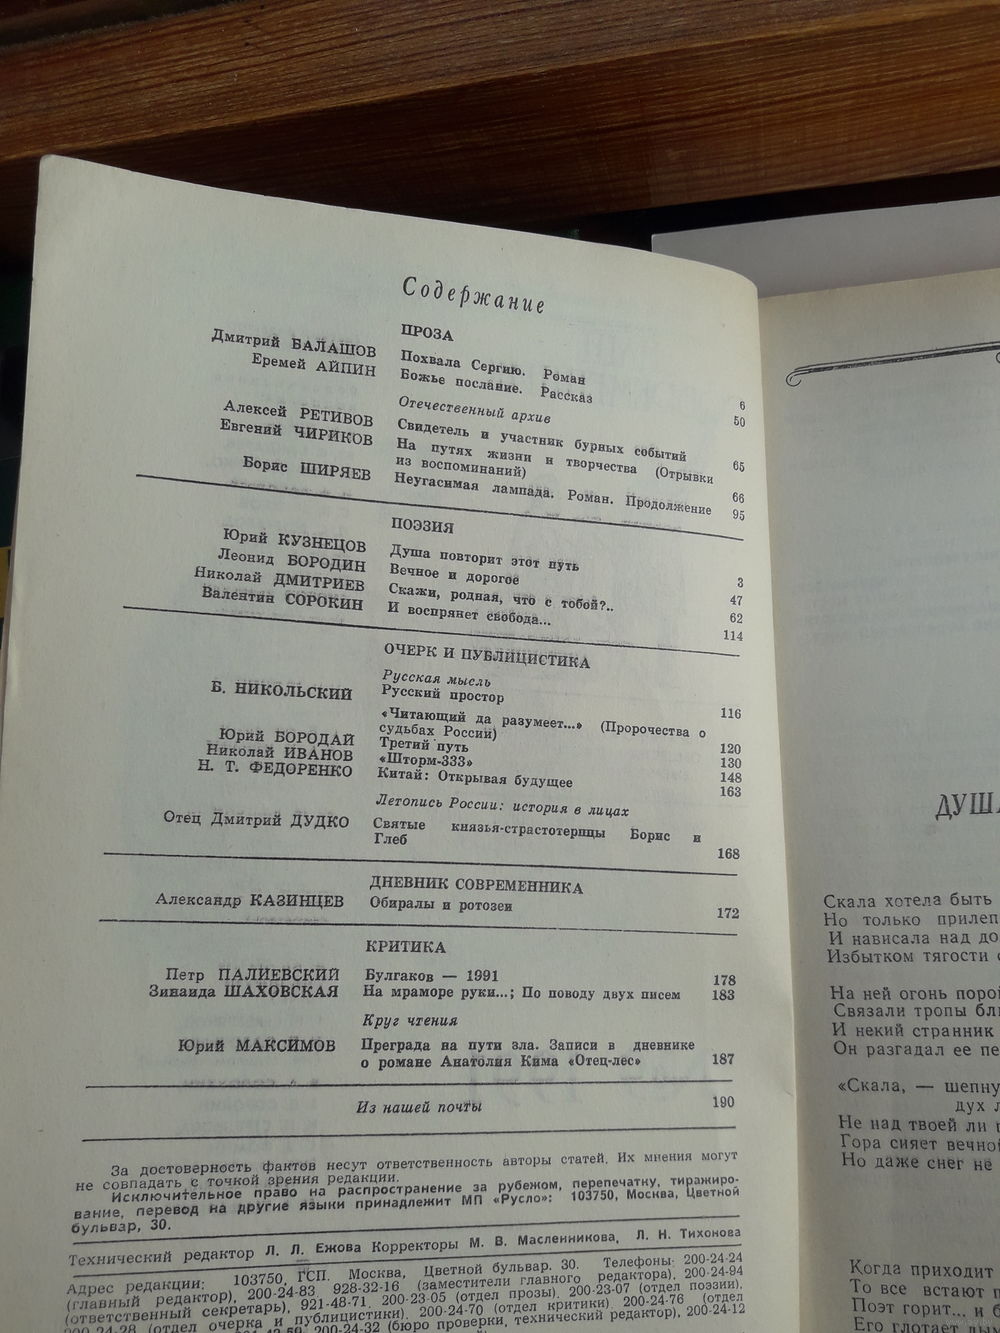 Содержание
ПРОЗА
Дмитрий БАЛАШОВ Похвала Сергию. Роман 6
Еремей АЙПИН Божье послание. Рассказ 50
Отечественный архив
Алексей РЕТИВОВ Свидетель и участник бурных событий 65
Евгений ЧИРИКОВ На путях жизни и творчества (Отрывки
из воспоминаний) 66
Борис ШИРЯЕВ Неугасимая лампада. Роман. Продолжение 95
ПОЭЗИЯ
Юрий КУЗНЕЦОВ Душа повторит этот путь 3
Леонид БОРОДИН Вечное и дорогое 47
Николай ДМИТРИЕВ Скажи, родная, что с тобой?.. 62
Валентин СОРОКИН И воспрянет свобода... 114
ОЧЕРК И ПУБЛИЦИСТИКА
Русская мысль
Б. НИКОЛЬСКИЙ Русский простор 116
«Читающий да разумеет...» (Пророчества о
судьбах России) 120
Юрий БОРОДАЙ Третий путь 130
Николай ИВАНОВ «Шторм-333» 148
Н. Т. ФЕДОРЕНКО Китай: Открывая будущее 163
Летопись России: история в лицах
Отец Дмитрий ДУДКО Святые князья-страстотерпцы Борис и
Глеб 168
ДНЕВНИК СОВРЕМЕННИКА
Александр КАЗИНЦЕВ Обиралы и ротозеи 172
КРИТИКА
Петр ПАЛИЕВСКИЙ Булгаков — 1991 178
Зинаида ШАХОВСКАЯ На мраморе руки...; По поводу двух писем 183
Круг чтения
Юрий МАКСИМОВ Преграда на пути зла. Записи в дневнике
о романе Анатолия Кима «Отец-лес» 187
Из нашей почты 190
За достоверность фактов несут ответственность авторы статей. Их мнения могут
не совпадать с точкой зрения редакции.
Исключительное право на распространение за рубежом, перепечатку, тиражиро-
вание, перевод на другие языки принадлежит МП «Русло»: 103750, Москва, Цветной
бульвар, 30.
Технический редактор Л. Л. Ежова Корректоры М. В. Масленникова, Л. Н. Тихонова
Адрес редакции: 103750, ГСП. Москва, Цветной бульвар. 30. Телефоны: 200-24-24
(главный редактор), 200-24-83, 928-32-16 (заместители главного редактора), 200-24-94
(ответственный секретарь), 921-48-71, 200-23-05 (отдел прозы), 200-23-07 (отдел поэзии),
200-24-28 (отдел очерка и публицистики), 200-24-70 (отдел критики), 200-24-76 (отдел
200-24-32 (бюро проверки, технический редактор), 200-24-12
ДУША
Скала хотела быть
Но только прилеп
И нависала над до
Избытком тягости с
На ней огонь порой
Связали тропы бли
И некий странник
Он разгадал ее пе
«Скала, — шепну
дух л
Не над твоей ли г
Гора сияет вечной
Но даже снег не
Когда приходит
То все встают п
Поэт горит... и б
Его глотает дым